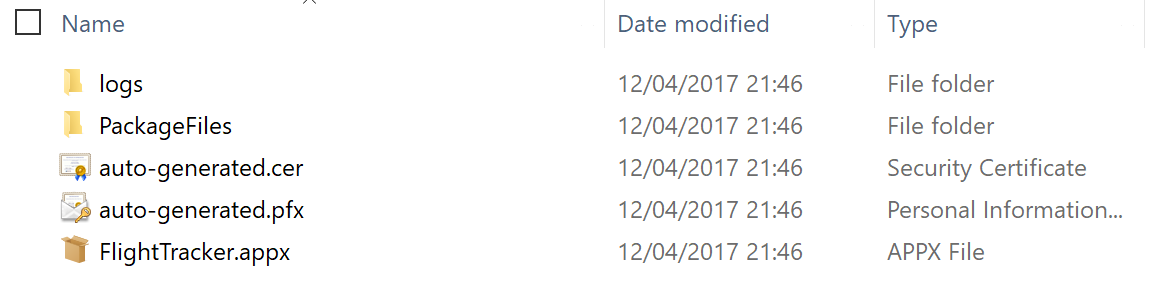 Name Date modified Type
logs 12/04/2017 21:46 File folder
PackageFiles 12/04/2017 21:46 File folder
auto-generated.cer 12/04/2017 21:46 Security Certificate
auto-generated.pfx 12/04/2017 21:46 Personal Information...
FlightTracker.appx 12/04/2017 21:46 APPX File